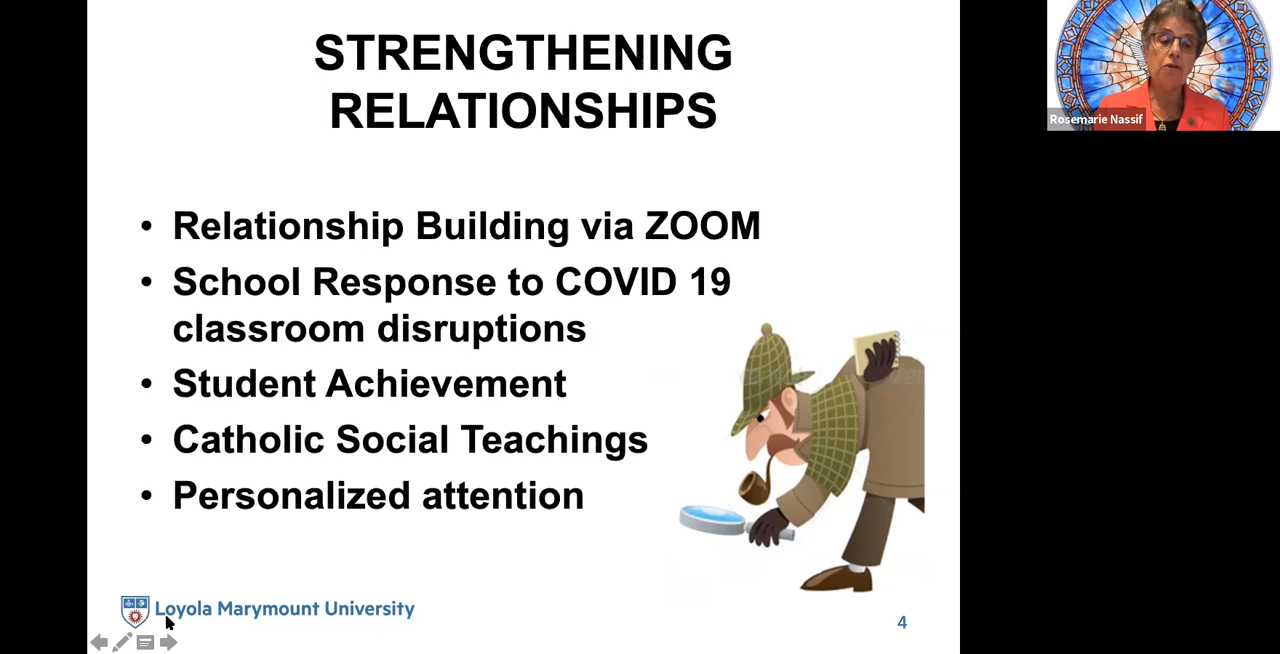 STRENGTHENING
RELATIONSHIPS
Rosemarie Nassif
• Relationship Building via ZOOM
• School Response to COVID 19
classroom disruptions
• Student Achievement
• Catholic Social Teachings
• Personalized attention
Loyola Marymount University
4